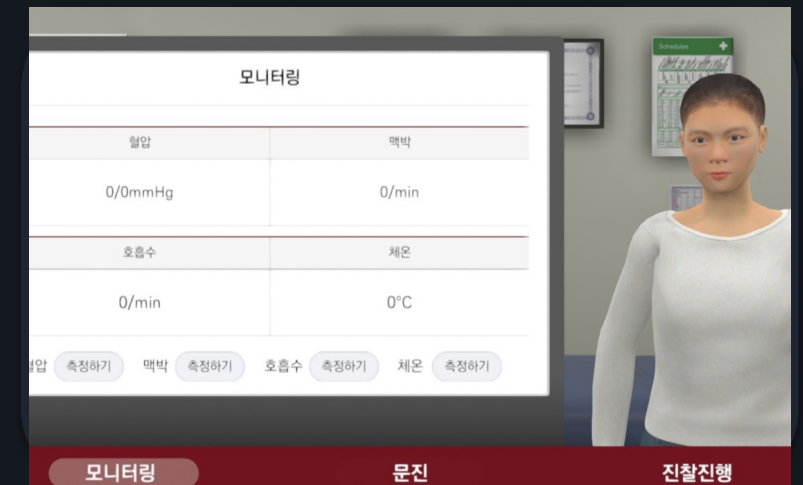 모니터링
Schedules
혈압 맥박
0/0mmHg 0/min
호흡수 체온
0/min 0°C
혈압 측정하기 맥박 측정하기 호흡수 측정하기 체온 측정하기
모니터링 문진 진찰진행